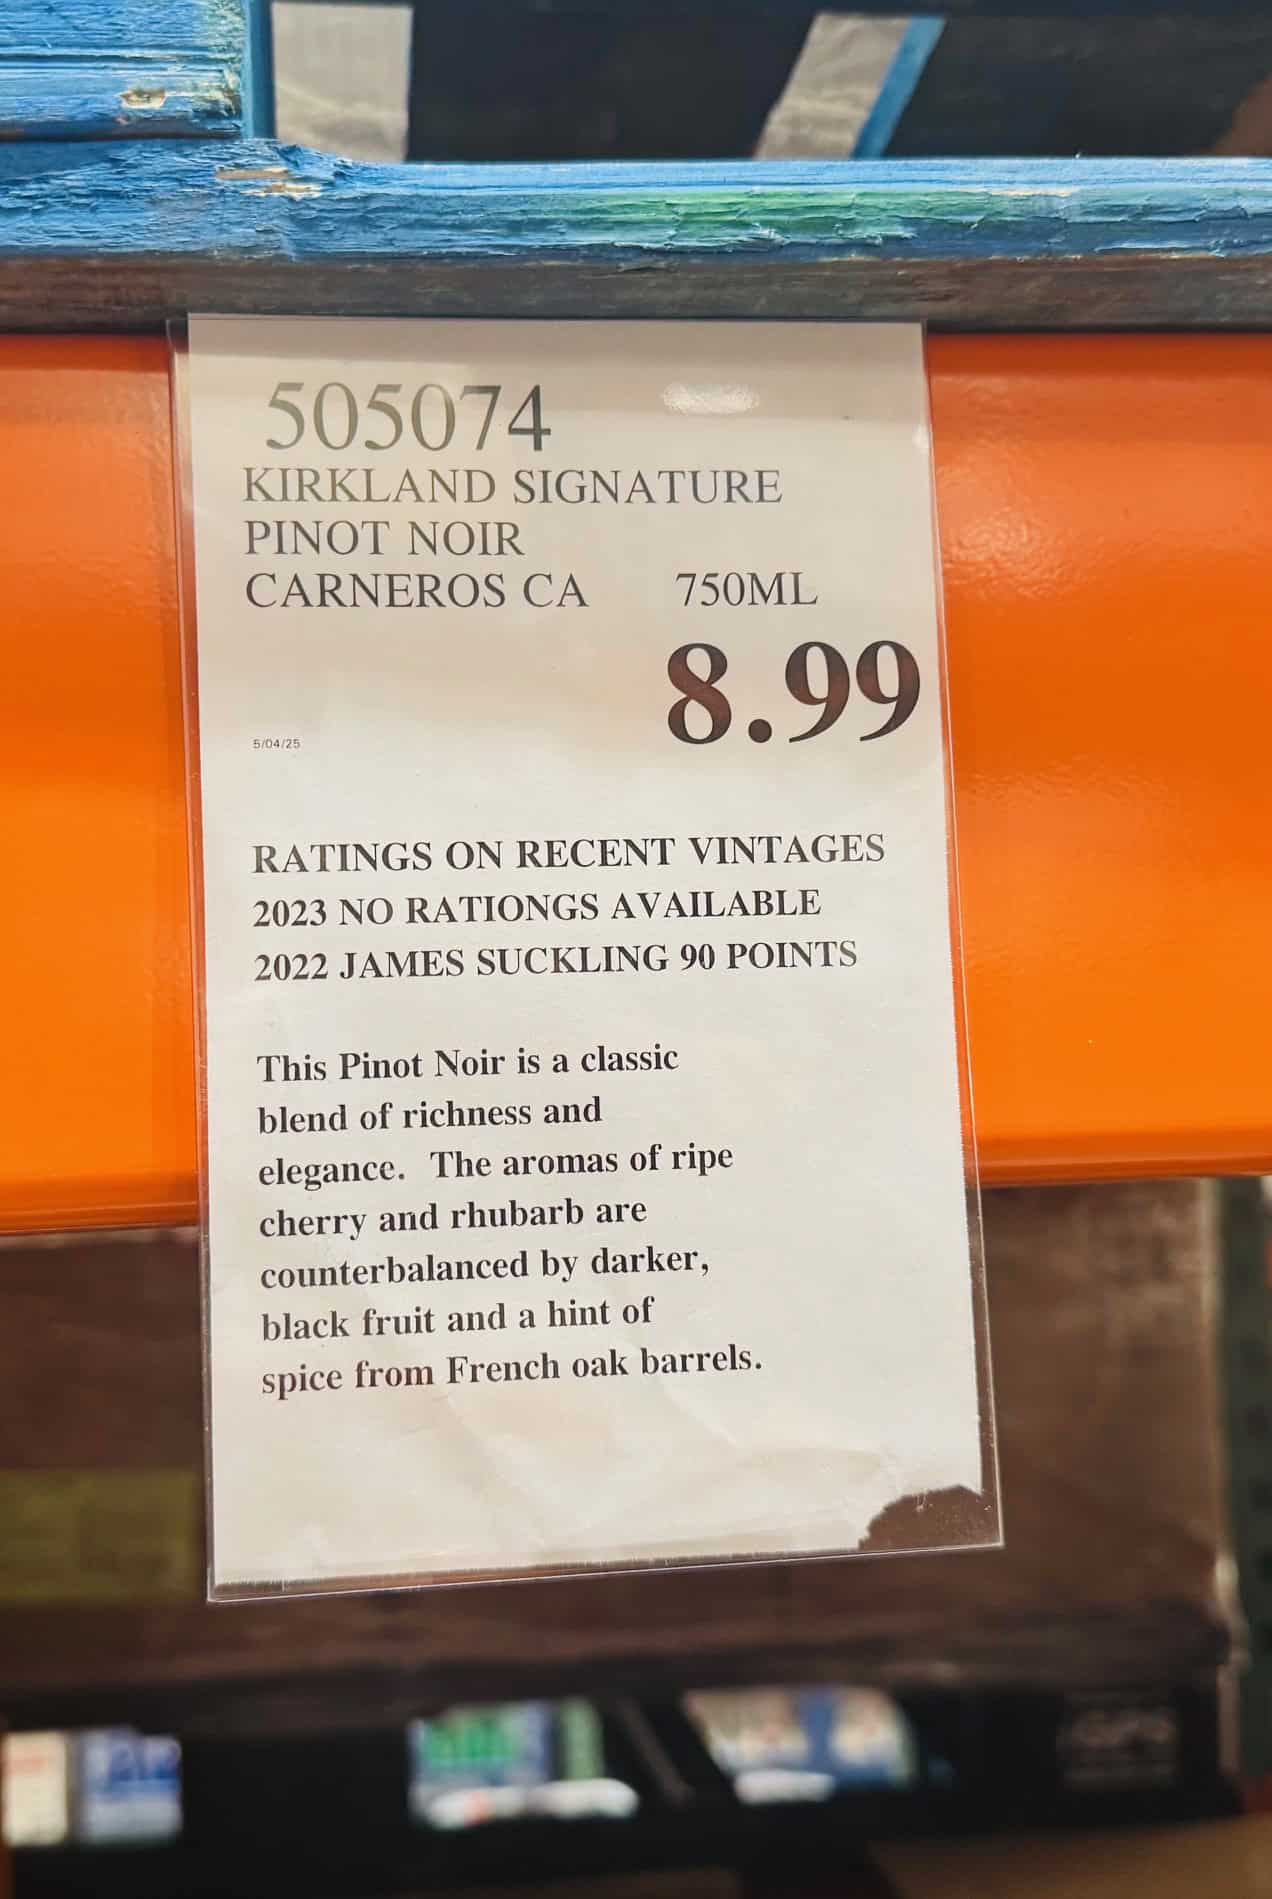 505074
KIRKLAND SIGNATURE
PINOT NOIR
CARNEROS CA 750ML
8.99
5/04/25
RATINGS ON RECENT VINTAGES
2023 NO RATIONGS AVAILABLE
2022 JAMES SUCKLING 90 POINTS
This Pinot Noir is a classic
blend of richness and
elegance. The aromas of ripe
cherry and rhubarb are
counterbalanced by darker,
black fruit and a hint of
spice from French oak barrels.